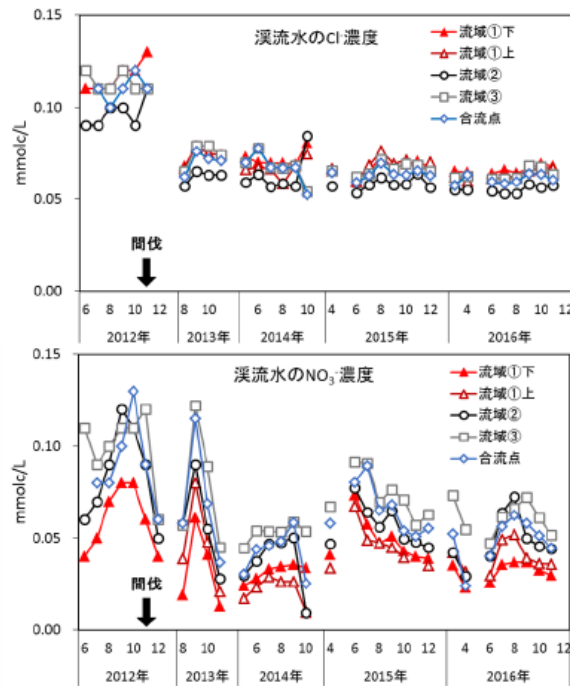 渓流水のCl⁻濃度
mmolc/L
0.15
0.10
0.05
0.00
流域①下
流域①上
流域②
流域③
合流点
間伐
6 8 10 12 8 10 6 8 10 4 6 8 10 12 4 6 8 10 12
2012年 2013年 2014年 2015年 2016年
渓流水のNO₃⁻濃度
mmolc/L
0.15
0.10
0.05
0.00
流域①下
流域①上
流域②
流域③
合流点
間伐
6 8 10 12 8 10 6 8 10 4 6 8 10 12 4 6 8 10 12
2012年 2013年 2014年 2015年 2016年